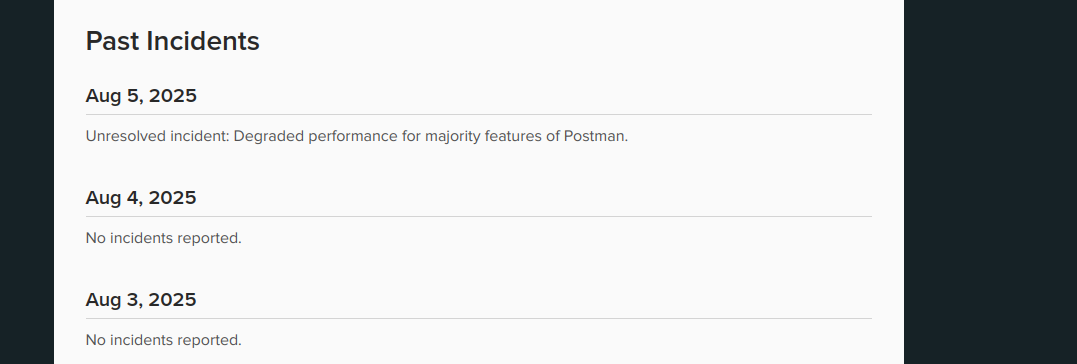 Past Incidents
Aug 5, 2025
Unresolved incident: Degraded performance for majority features of Postman.
Aug 4, 2025
No incidents reported.
Aug 3, 2025
No incidents reported.